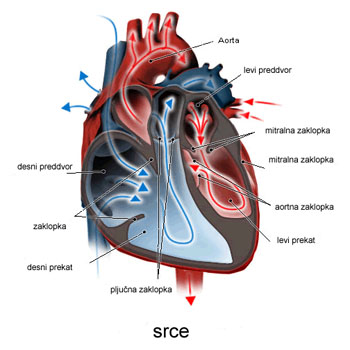 Aorta
levi preddvor
mitralna zaklopka
desni preddvor
mitralna zaklopka
aortna zaklopka
zaklopka
levi prekat
desni prekat
pljučna zaklopka
srce